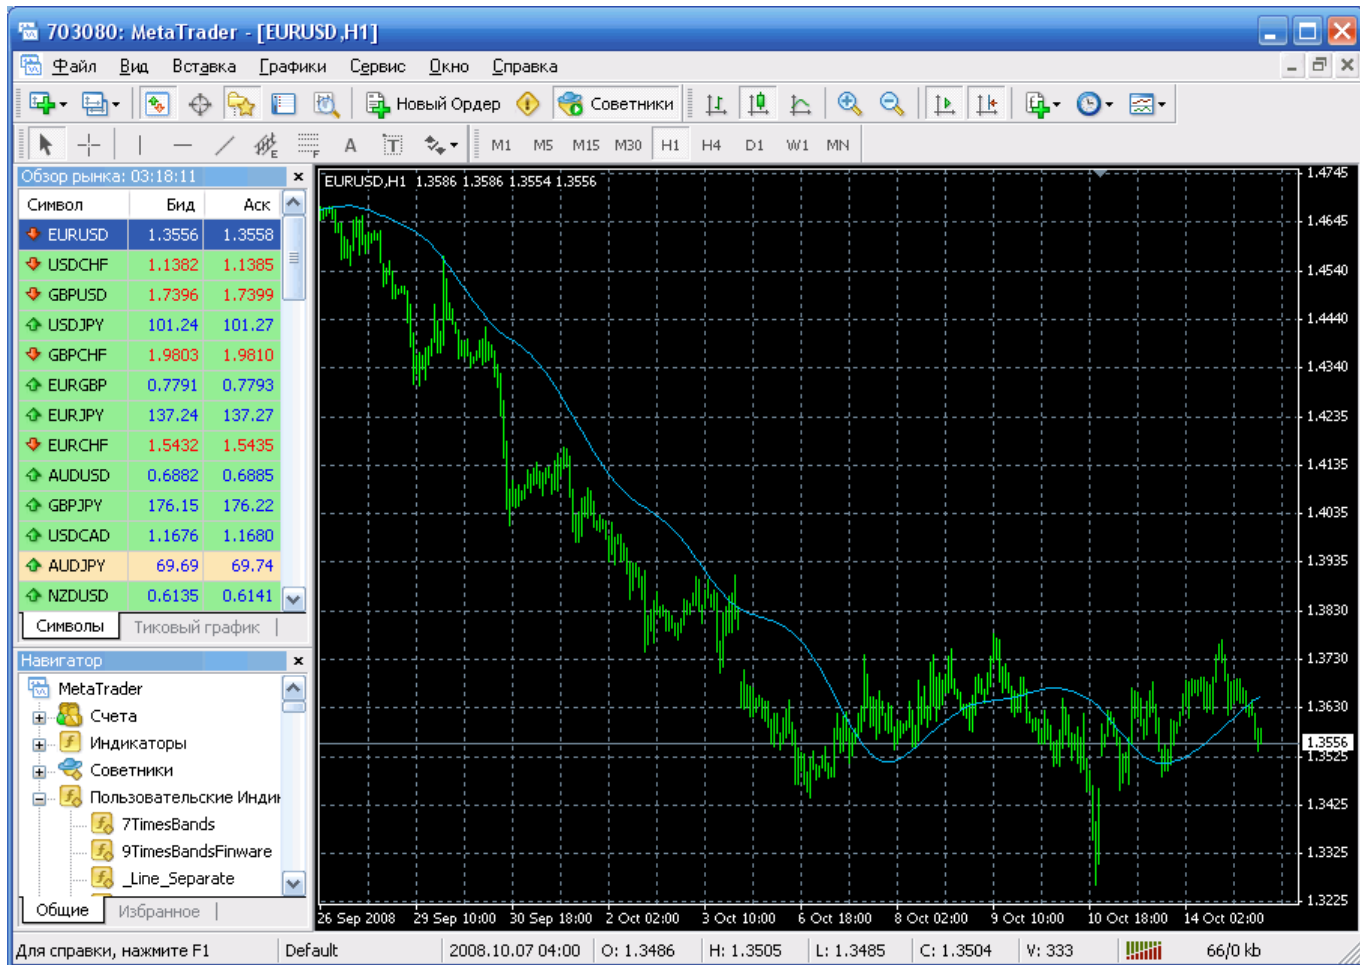 703080: MetaTrader - [EURUSD,H1]
Файл Вид Вставка Графики Сервис Окно Справка
Новый Ордер Советники
E F A T M1 M5 M15 M30 H1 H4 D1 W1 MN
Обзор рынка: 03:18:11
Символ Бид Аск
EURUSD 1.3556 1.3558
USDCHF 1.1382 1.1385
GBPUSD 1.7396 1.7399
USDJPY 101.24 101.27
GBPCHF 1.9803 1.9810
EURGBP 0.7791 0.7793
EURJPY 137.24 137.27
EURCHF 1.5432 1.5435
AUDUSD 0.6882 0.6885
GBPJPY 176.15 176.22
USDCAD 1.1676 1.1680
AUDJPY 69.69 69.74
NZDUSD 0.6135 0.6141
Символы Тиковый график
Навигатор
MetaTrader
Счета
Индикаторы
Советники
Пользовательские Инди
7TimesBands
9TimesBandsFinware
_Line_Separate
Общие Избранное
EURUSD,H1 1.3586 1.3586 1.3554 1.3556
1.4745
1.4645
1.4540
1.4440
1.4340
1.4235
1.4135
1.4035
1.3935
1.3830
1.3730
1.3630
1.3556
1.3525
1.3425
1.3325
1.3225
26 Sep 2008 29 Sep 10:00 30 Sep 18:00 2 Oct 02:00 3 Oct 10:00 6 Oct 18:00 8 Oct 02:00 9 Oct 10:00 10 Oct 18:00 14 Oct 02:00
Для справки, нажмите F1 Default 2008.10.07 04:00 O: 1.3486 H: 1.3505 L: 1.3485 C: 1.3504 V: 333 66/0 kb